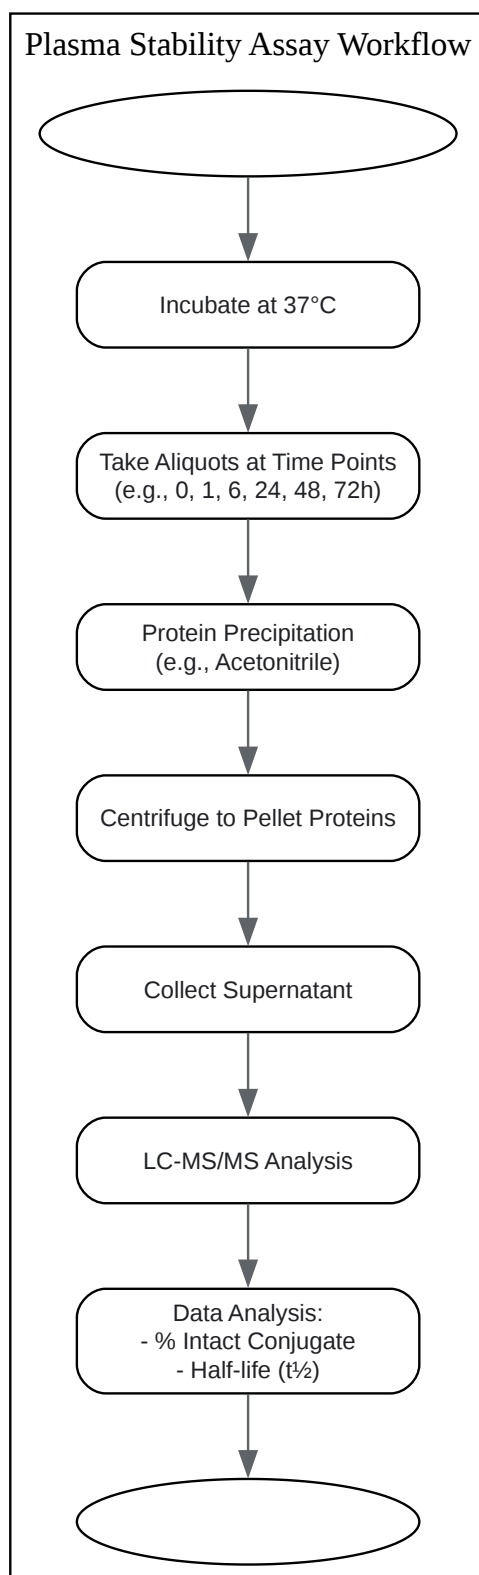 Plasma Stability Assay Workflow
Incubate at 37°C
Take Aliquots at Time Points
(e.g., 0, 1, 6, 24, 48, 72h)
Protein Precipitation
(e.g., Acetonitrile)
Centrifuge to Pellet Proteins
Collect Supernatant
LC-MS/MS Analysis
Data Analysis:
- % Intact Conjugate
- Half-life (t½)